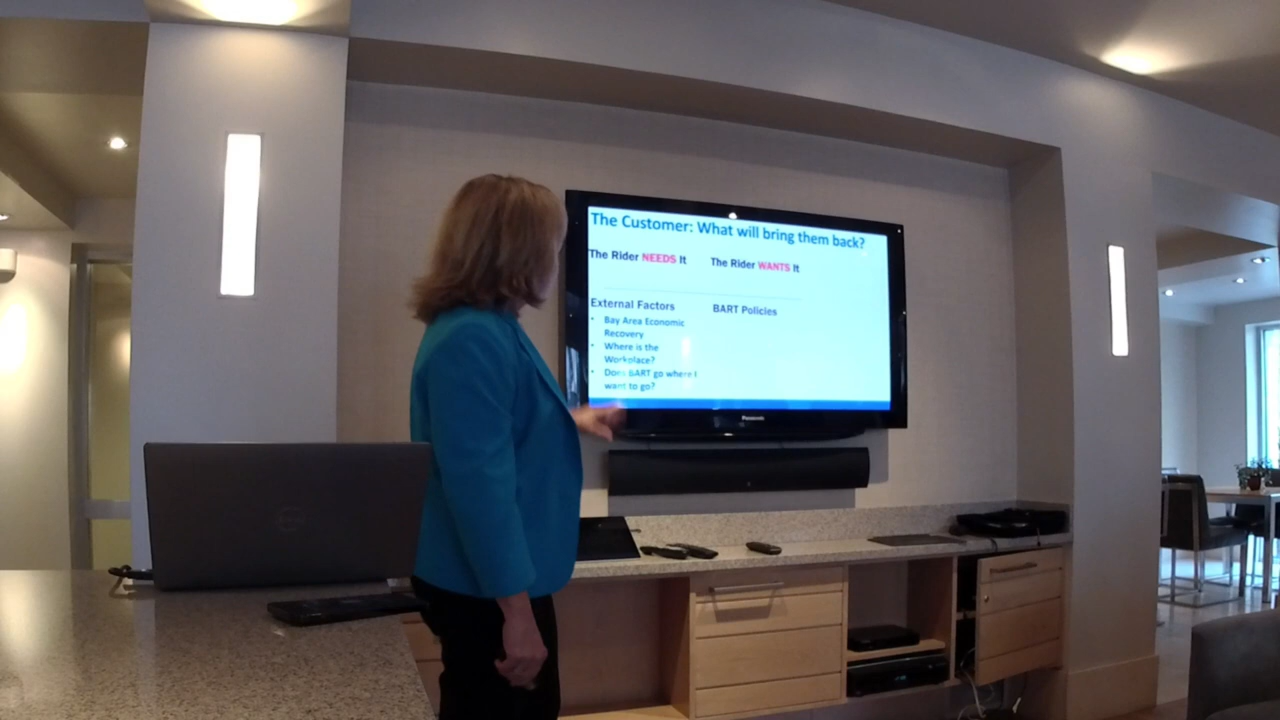 The Customer: What will bring them back?
The Rider NEEDS It
The Rider WANTS It
External Factors
• Bay Area Economic
Recovery
• Where is the
Workplace?
• Does BART go where I
want to go?
BART Policies
Panasonic
DELL